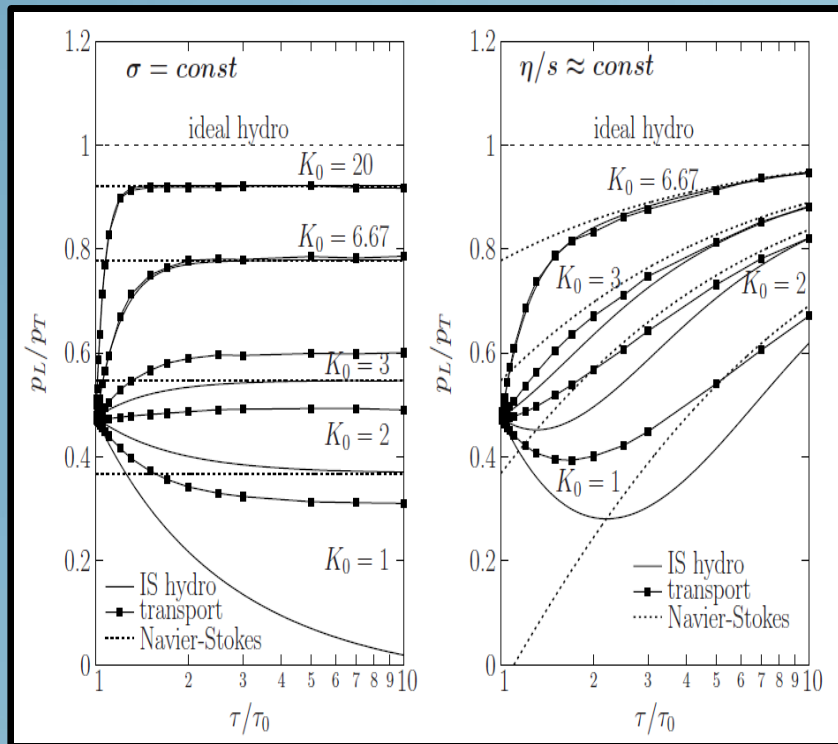 σ = const
ideal hydro
K₀ = 20
K₀ = 6.67
K₀ = 3
K₀ = 2
K₀ = 1
IS hydro
transport
Navier-Stokes
p_L/p_T
1.2
1
0.8
0.6
0.4
0.2
0
1 2 3 4 5 6 7 8 9 10
τ/τ₀
η/s ≈ const
ideal hydro
K₀ = 6.67
K₀ = 3
K₀ = 2
K₀ = 1
IS hydro
transport
Navier-Stokes
p_L/p_T
1.2
1
0.8
0.6
0.4
0.2
0
1 2 3 4 5 6 7 8 9 10
τ/τ₀